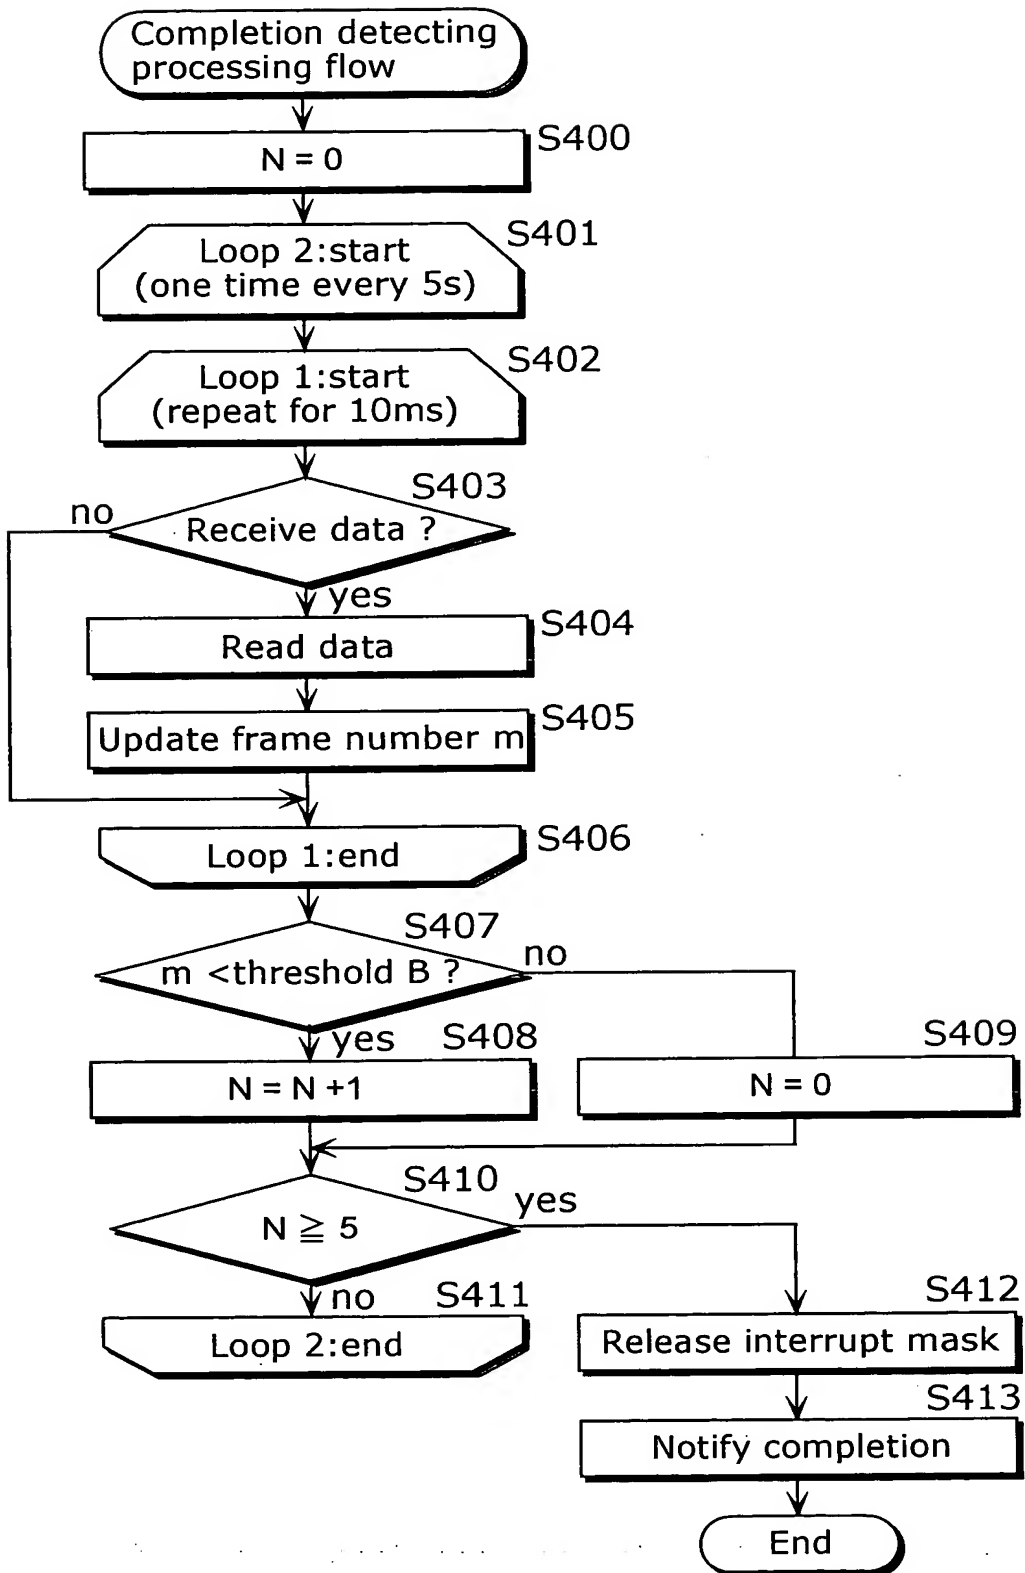 Completion detecting
processing flow
S400
N = 0
S401
Loop 2:start
(one time every 5s)
S402
Loop 1:start
(repeat for 10ms)
S403
no
Receive data ?
yes
S404
Read data
S405
Update frame number m
S406
Loop 1:end
S407
no
m <threshold B ?
yes
S408
S409
N = N +1
N = 0
S410
yes
N ≧ 5
no
S411
S412
Loop 2:end
Release interrupt mask
S413
Notify completion
End